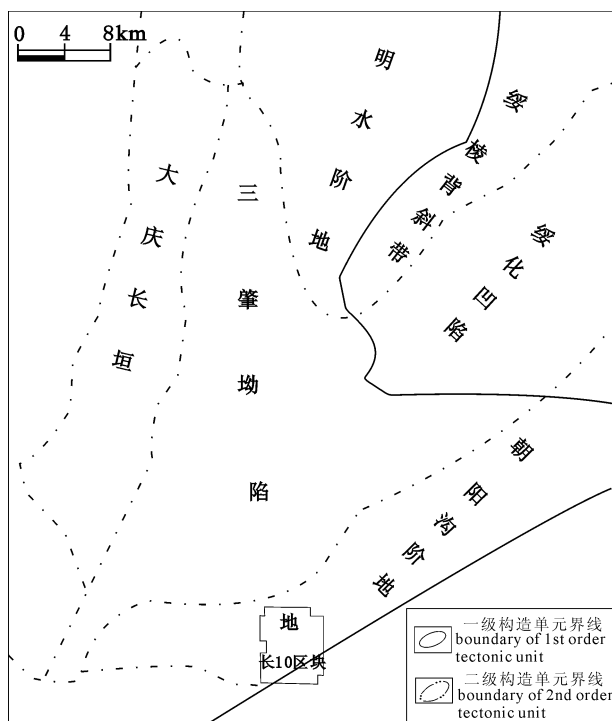 0 4 8km
明水阶地
绥棱背斜带
绥化凹陷
大庆长垣
三肇坳陷
朝阳沟阶地
地
长10区块
一级构造单元界线
boundary of 1st order
tectonic unit
二级构造单元界线
boundary of 2nd order
tectonic unit